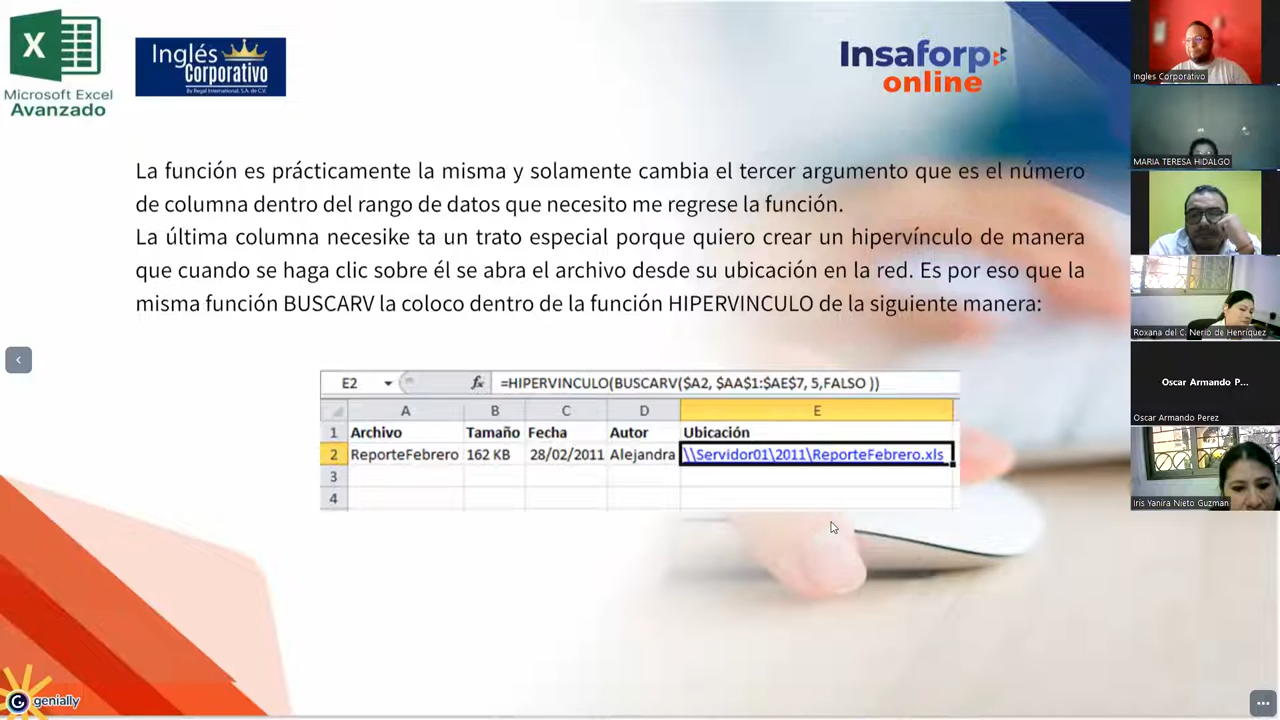 Microsoft Excel
Avanzado
Inglés
Corporativo
By Regal International, S.A. de C.V.
Insaforp
online
La función es prácticamente la misma y solamente cambia el tercer argumento que es el número
de columna dentro del rango de datos que necesito me regrese la función.
La última columna necesike ta un trato especial porque quiero crear un hipervínculo de manera
que cuando se haga clic sobre él se abra el archivo desde su ubicación en la red. Es por eso que la
misma función BUSCARV la coloco dentro de la función HIPERVINCULO de la siguiente manera:
E2 fx =HIPERVINCULO(BUSCARV($A2, $AA$1:$AE$7, 5,FALSO ))
A B C D E
1 Archivo Tamaño Fecha Autor Ubicación
2 ReporteFebrero 162 KB 28/02/2011 Alejandra \\Servidor01\2011\ReporteFebrero.xls
3
4
genially
Ingles Corporativo
MARIA TERESA HIDALGO
Roxana del C. Nerio de Henríquez
Oscar Armando P...
Oscar Armando Perez
Iris Yanira Nieto Guzman